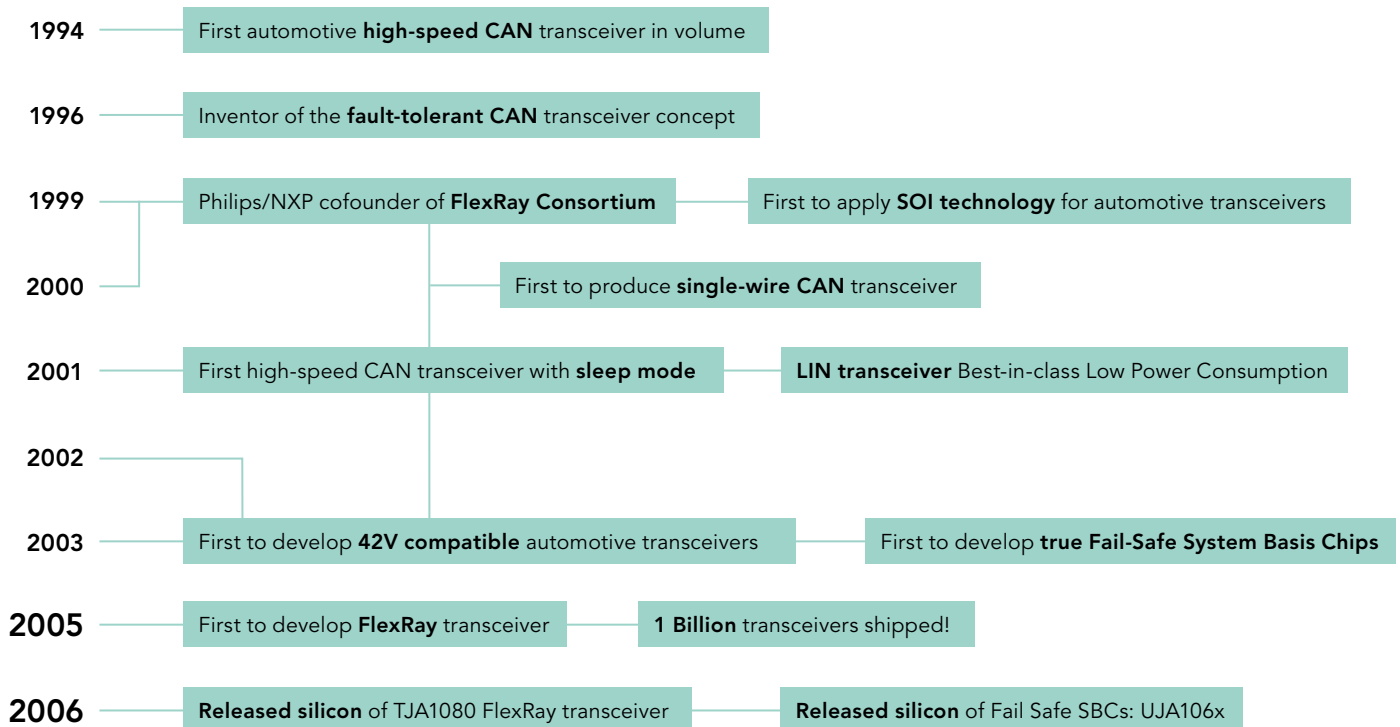 1994
First automotive high-speed CAN transceiver in volume
1996
Inventor of the fault-tolerant CAN transceiver concept
1999
Philips/NXP cofounder of FlexRay Consortium
First to apply SOI technology for automotive transceivers
2000
First to produce single-wire CAN transceiver
2001
First high-speed CAN transceiver with sleep mode
LIN transceiver Best-in-class Low Power Consumption
2002
2003
First to develop 42V compatible automotive transceivers
First to develop true Fail-Safe System Basis Chips
2005
First to develop FlexRay transceiver
1 Billion transceivers shipped!
2006
Released silicon of TJA1080 FlexRay transceiver
Released silicon of Fail Safe SBCs: UJA106x